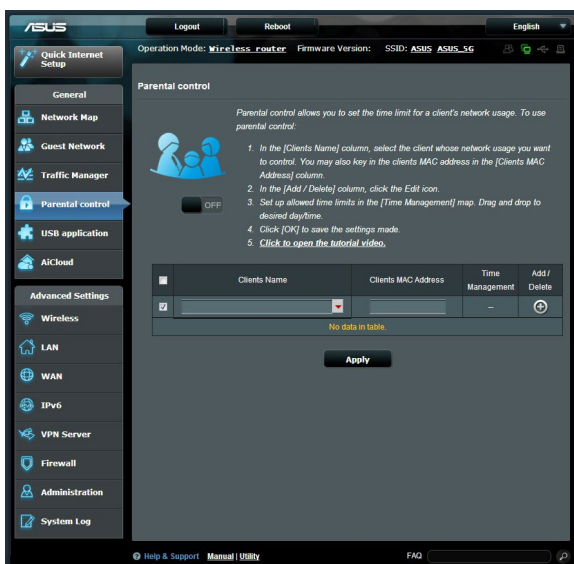 ASUS
Logout
Reboot
English
Quick Internet
Setup
Operation Mode: Wireless router Firmware Version: SSID: ASUS ASUS_5G
General
Network Map
Guest Network
Traffic Manager
Parental control
USB application
AiCloud
Advanced Settings
Wireless
LAN
WAN
IPv6
VPN Server
Firewall
Administration
System Log
Parental control
Parental control allows you to set the time limit for a client's network usage. To use
parental control:
1. In the [Clients Name] column, select the client whose network usage you want
to control. You may also key in the clients MAC address in the [Clients MAC
Address] column.
2. In the [Add / Delete] column, click the Edit icon.
3. Set up allowed time limits in the [Time Management] map. Drag and drop to
desired day/time.
4. Click [OK] to save the settings made.
5. Click to open the tutorial video.
OFF
Clients Name
Clients MAC Address
Time
Management
Add /
Delete
--
No data in table.
Apply
Help & Support Manual | Utility
FAQ